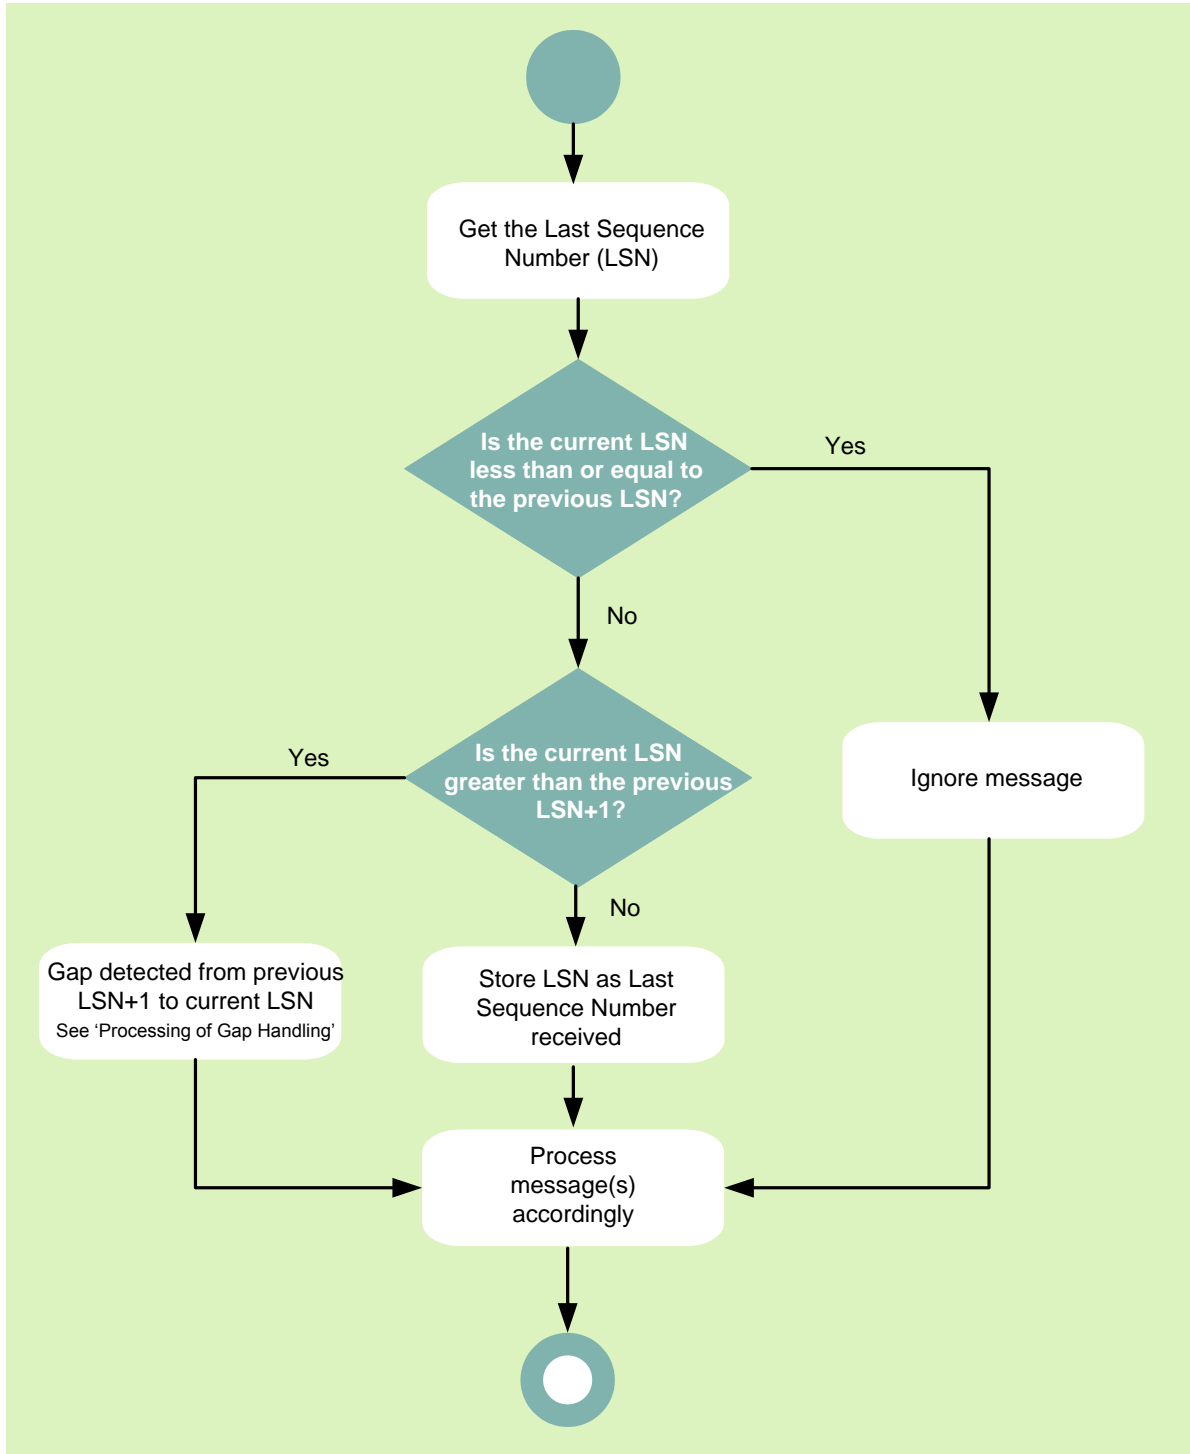 Get the Last Sequence
Number (LSN)
Is the current LSN
less than or equal to
the previous LSN?
Yes
No
Is the current LSN
greater than the previous
LSN+1?
Yes
Ignore message
No
Gap detected from previous
LSN+1 to current LSN
See ‘Processing of Gap Handling’
Store LSN as Last
Sequence Number
received
Process
message(s)
accordingly